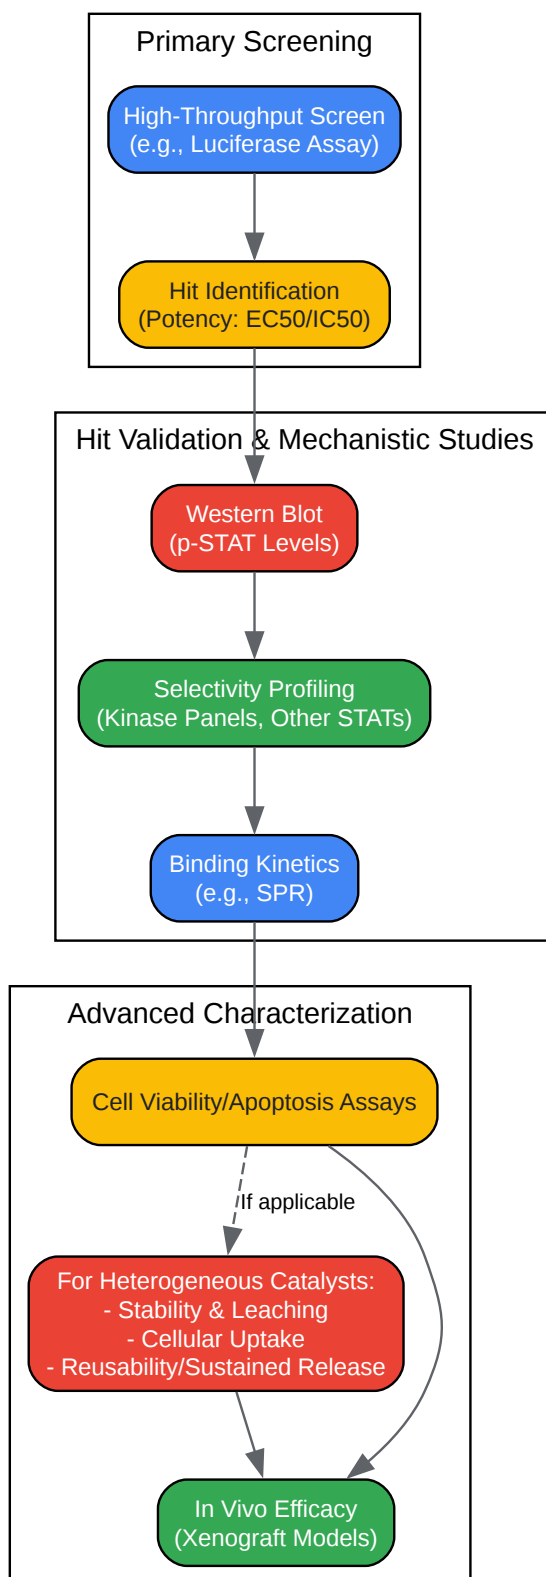 Primary Screening
High-Throughput Screen
(e.g., Luciferase Assay)
Hit Identification
(Potency: EC50/IC50)
Hit Validation & Mechanistic Studies
Western Blot
(p-STAT Levels)
Selectivity Profiling
(Kinase Panels, Other STATs)
Binding Kinetics
(e.g., SPR)
Advanced Characterization
Cell Viability/Apoptosis Assays
If applicable
For Heterogeneous Catalysts:
- Stability & Leaching
- Cellular Uptake
- Reusability/Sustained Release
In Vivo Efficacy
(Xenograft Models)